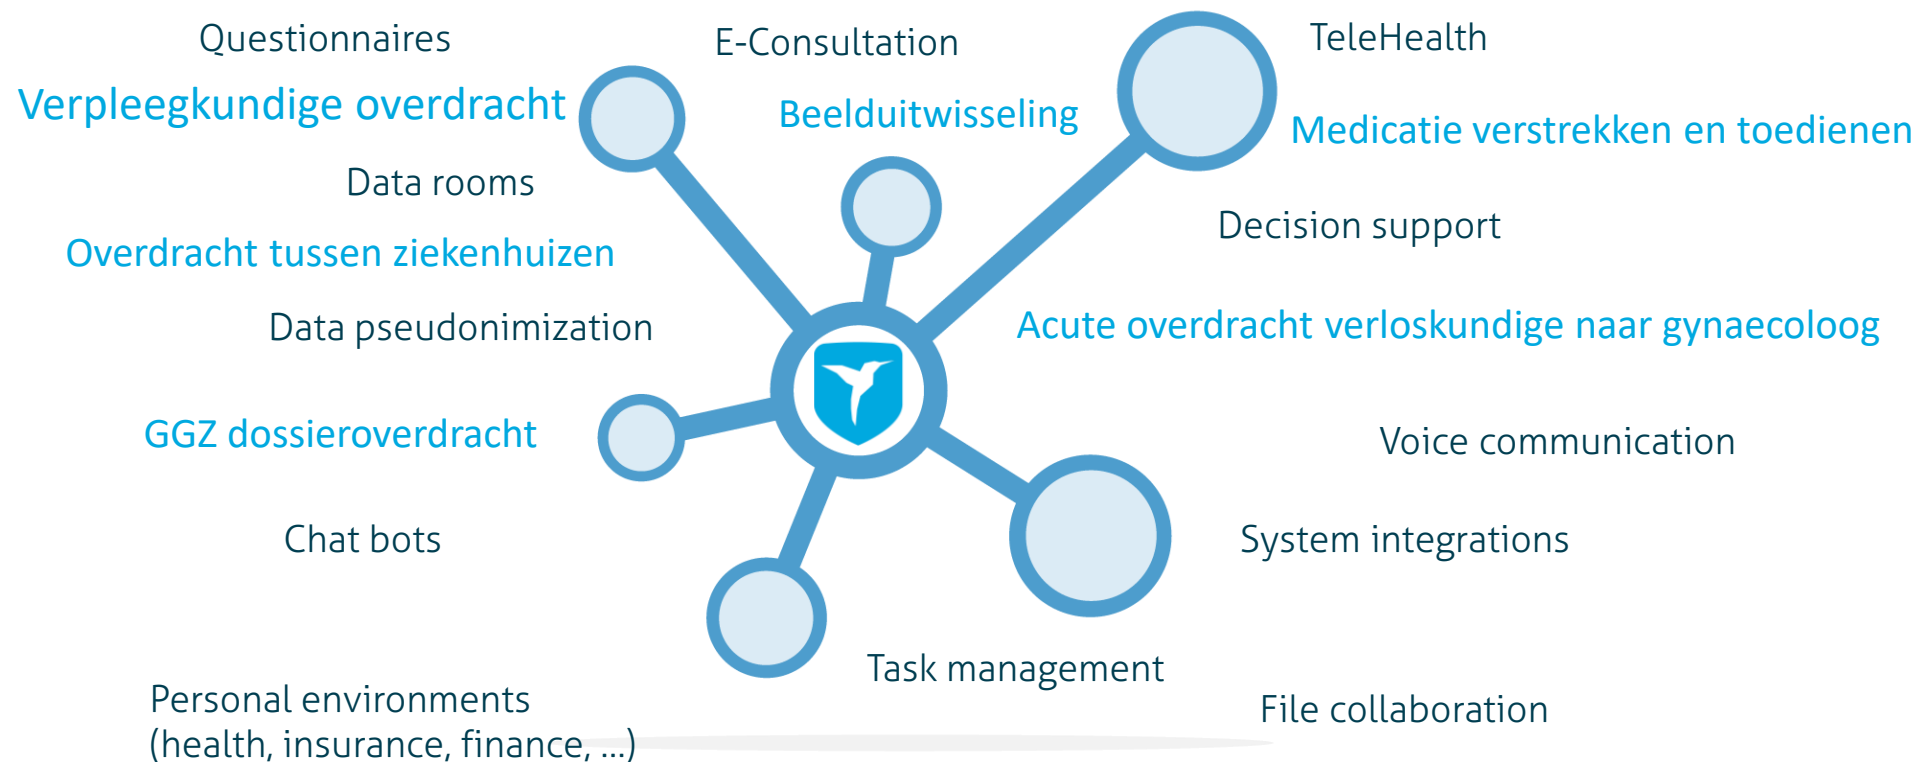 Questionnaires
E-Consultation
TeleHealth
Verpleegkundige overdracht
Beelduitwisseling
Medicatie verstrekken en toedienen
Data rooms
Decision support
Overdracht tussen ziekenhuizen
Data pseudonimization
Acute overdracht verloskundige naar gynaecoloog
GGZ dossieroverdracht
Voice communication
Chat bots
System integrations
Task management
Personal environments
(health, insurance, finance, ...)
File collaboration